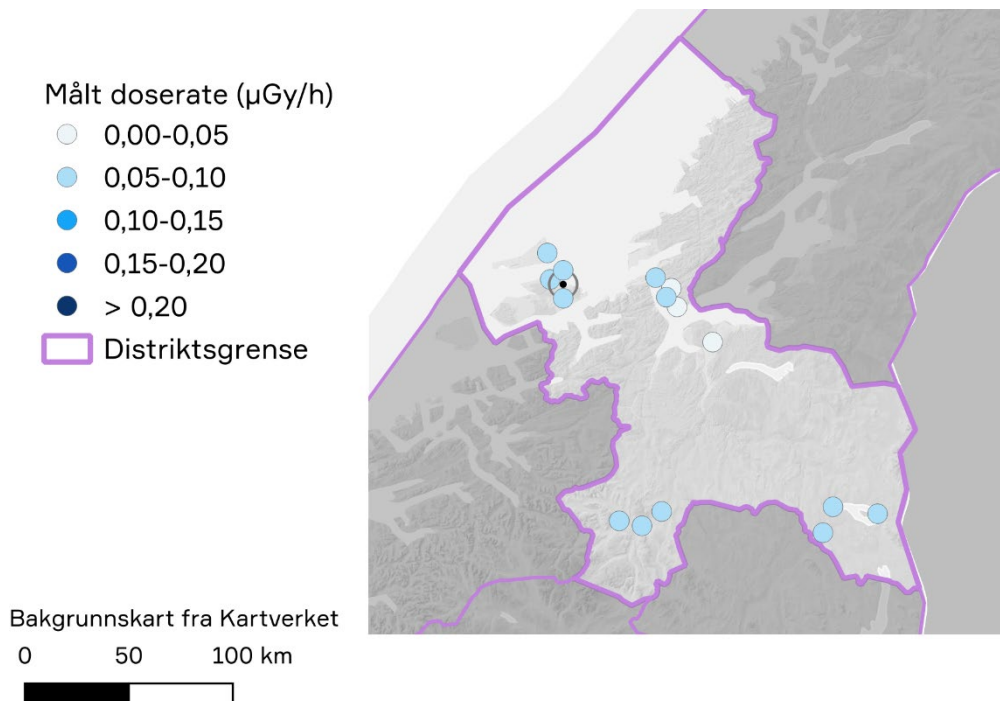 Målt doserate (µGy/h)
0,00-0,05
0,05-0,10
0,10-0,15
0,15-0,20
> 0,20
Distriktsgrense
Bakgrunnskart fra Kartverket
0 50 100 km